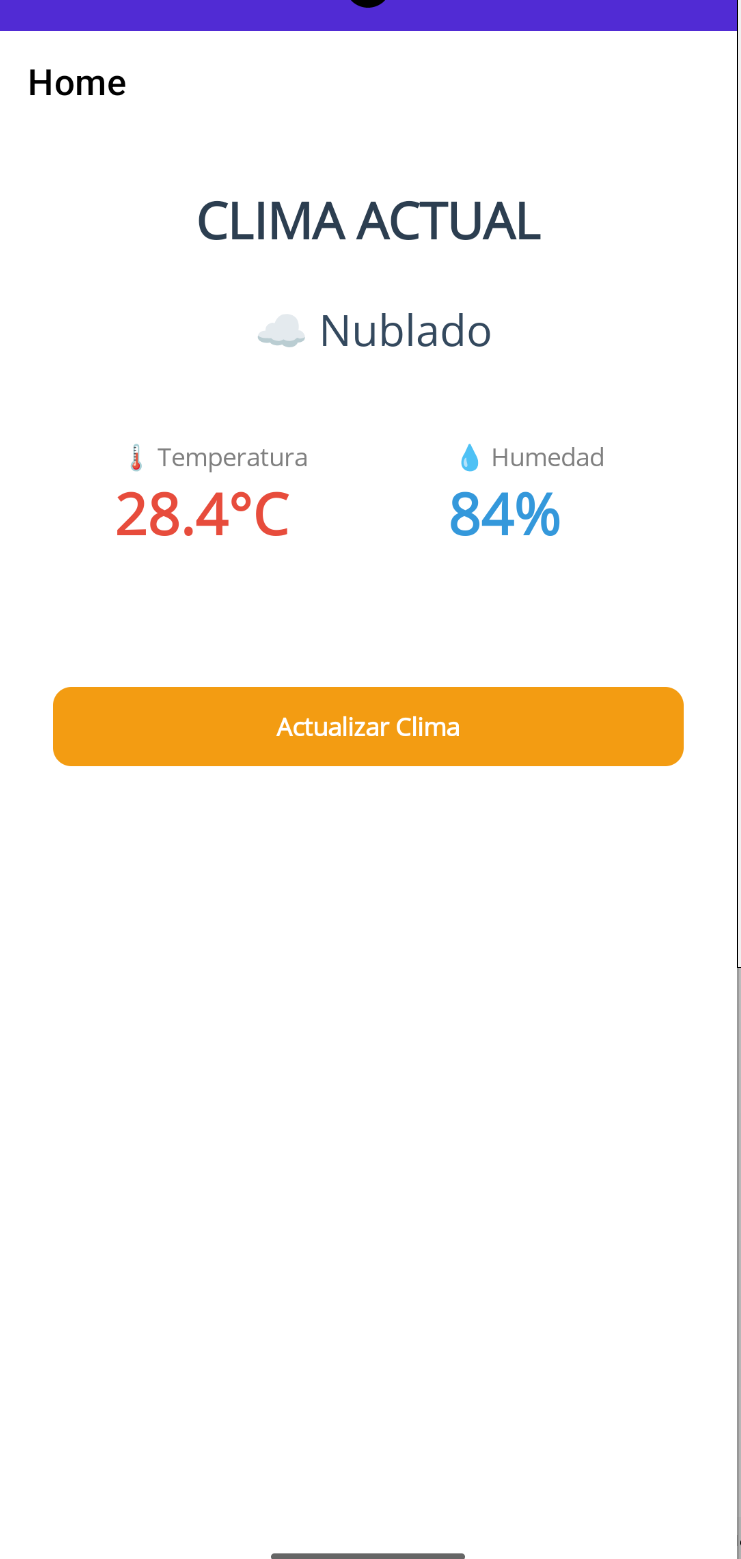 Home
CLIMA ACTUAL
☁️ Nublado
🌡️ Temperatura
28.4°C
💧 Humedad
84%
Actualizar Clima